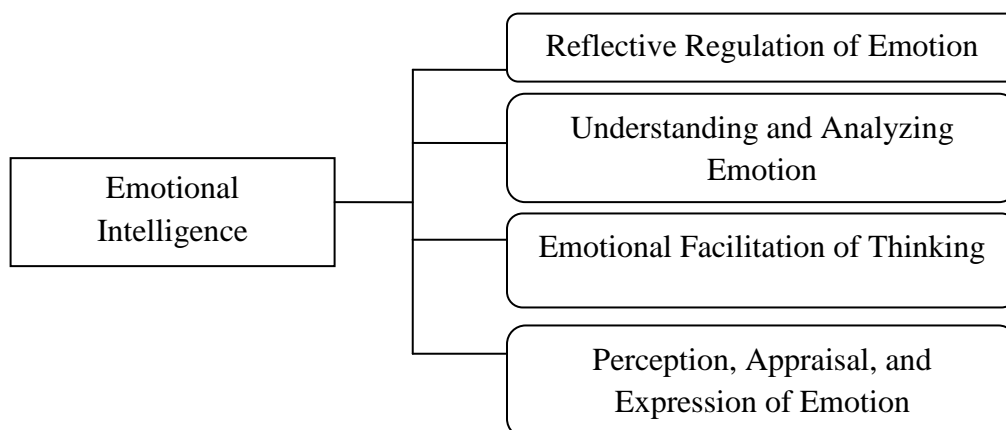 Emotional
Intelligence
Reflective Regulation of Emotion
Understanding and Analyzing
Emotion
Emotional Facilitation of Thinking
Perception, Appraisal, and
Expression of Emotion